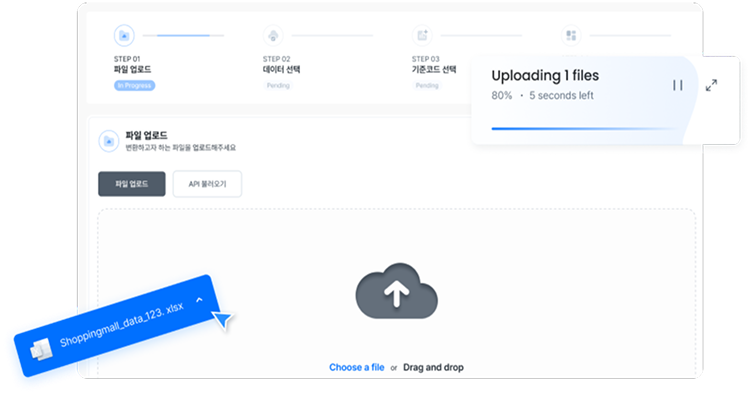 STEP 01
파일 업로드
In Progress
STEP 02
데이터 선택
Pending
STEP 03
기준코드 선택
Pending
Uploading 1 files
80% • 5 seconds left
파일 업로드
변환하고자 하는 파일을 업로드해주세요
파일 업로드
API 불러오기
Shoppingmall_data_123. xlsx
Choose a file or Drag and drop